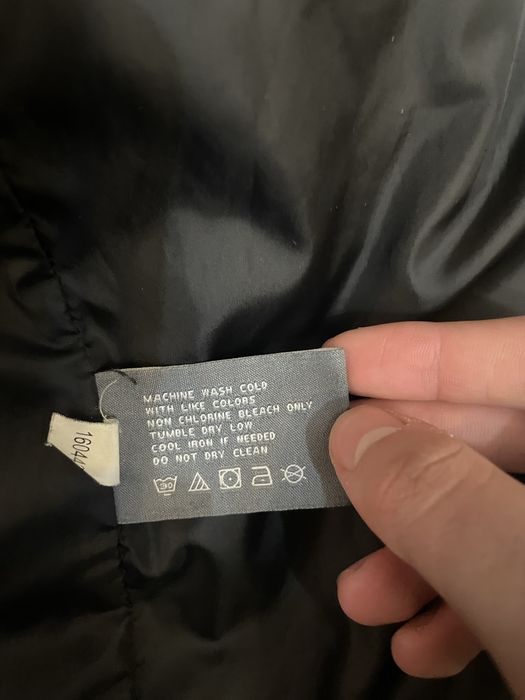 MACHINE WASH COLD
WITH LIKE COLORS
NON CHLORINE BLEACH ONLY
TUMBLE DRY LOW
COOL IRON IF NEEDED
DO NOT DRY CLEAN
30